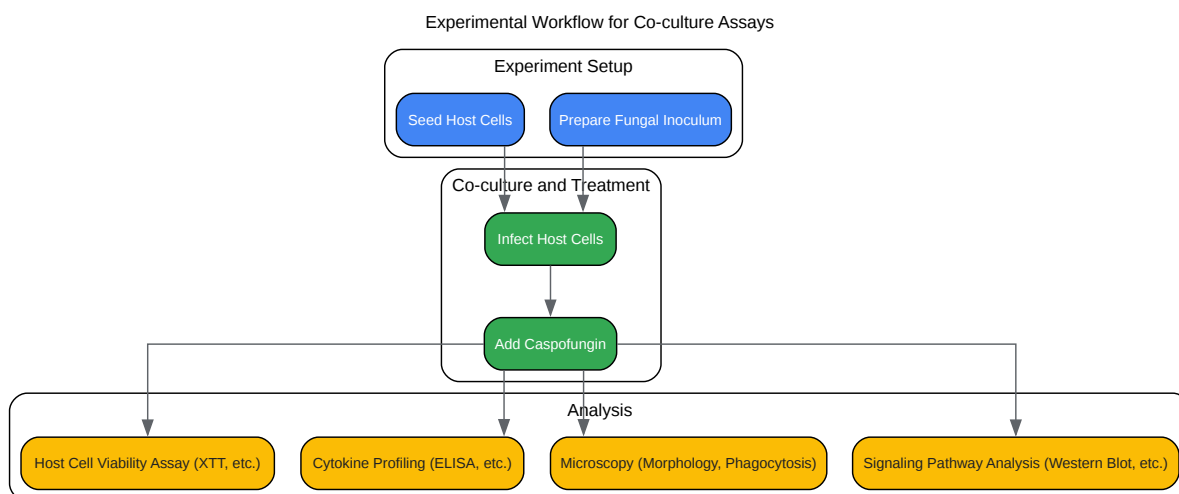 Experimental Workflow for Co-culture Assays
Experiment Setup
Seed Host Cells
Prepare Fungal Inoculum
Co-culture and Treatment
Infect Host Cells
Add Caspofungin
Analysis
Host Cell Viability Assay (XTT, etc.)
Cytokine Profiling (ELISA, etc.)
Microscopy (Morphology, Phagocytosis)
Signaling Pathway Analysis (Western Blot, etc.)